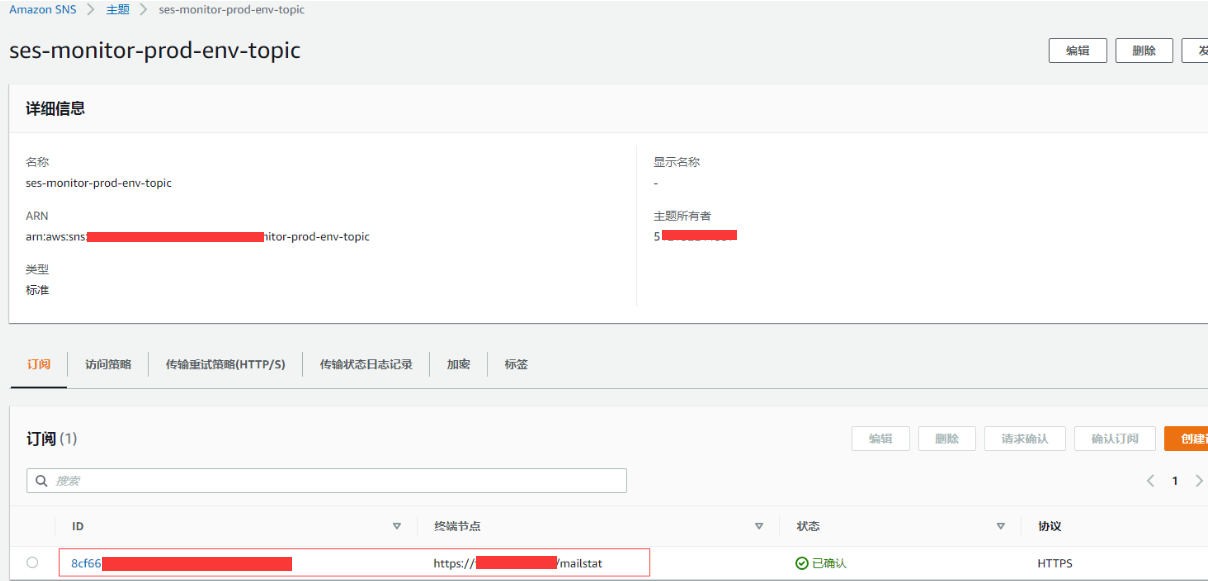 Amazon SNS > 主题 > ses-monitor-prod-env-topic
ses-monitor-prod-env-topic
编辑 删除
详细信息
名称
ses-monitor-prod-env-topic
显示名称
-
ARN
arn:aws:sns: nitor-prod-env-topic
主题所有者
5
类型
标准
订阅 访问策略 传输重试策略(HTTP/S) 传输状态日志记录 加密 标签
订阅 (1)
编辑 删除 请求确认 确认订阅 创建
搜索
< 1 >
ID 终端节点 状态 协议
8cf66 https:// /mailstat 已确认 HTTPS